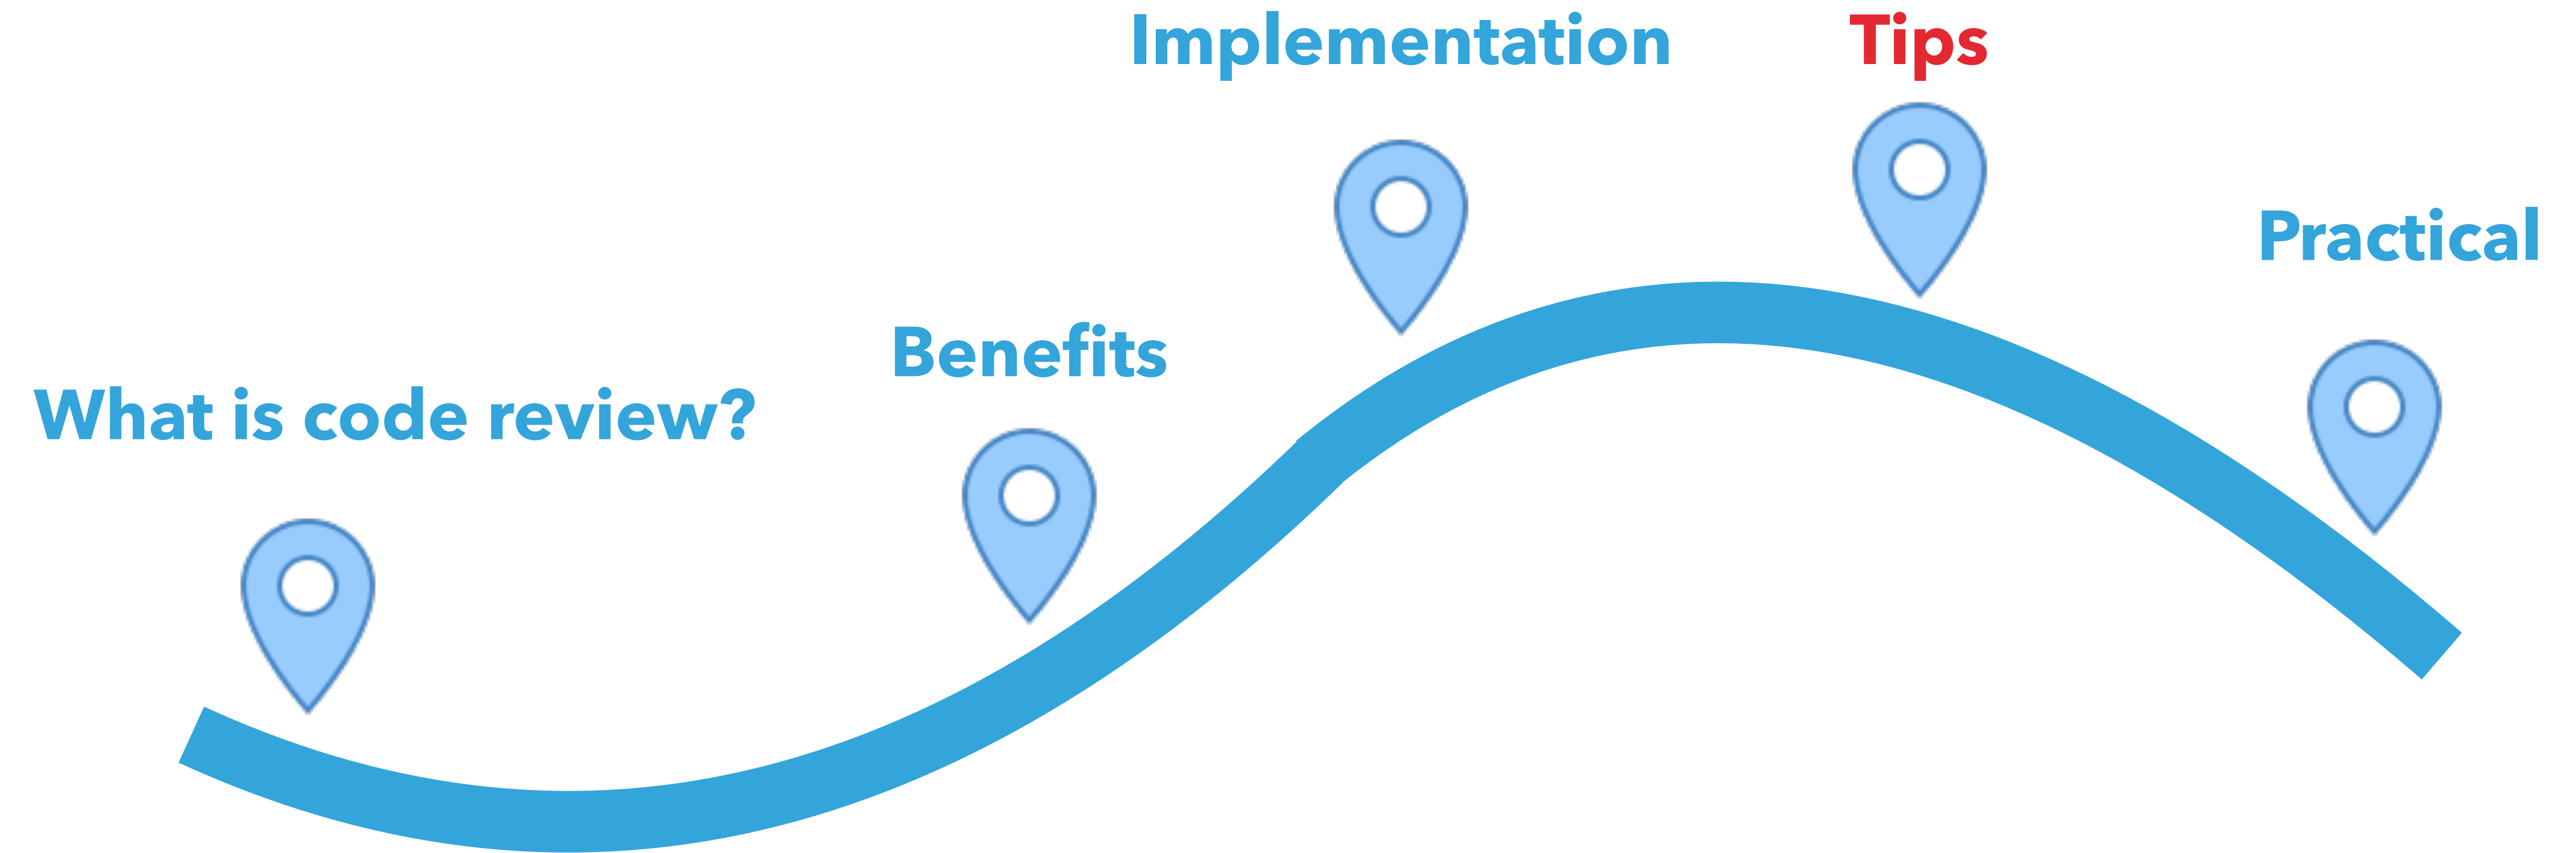 What is code review?
Benefits
Implementation
Tips
Practical